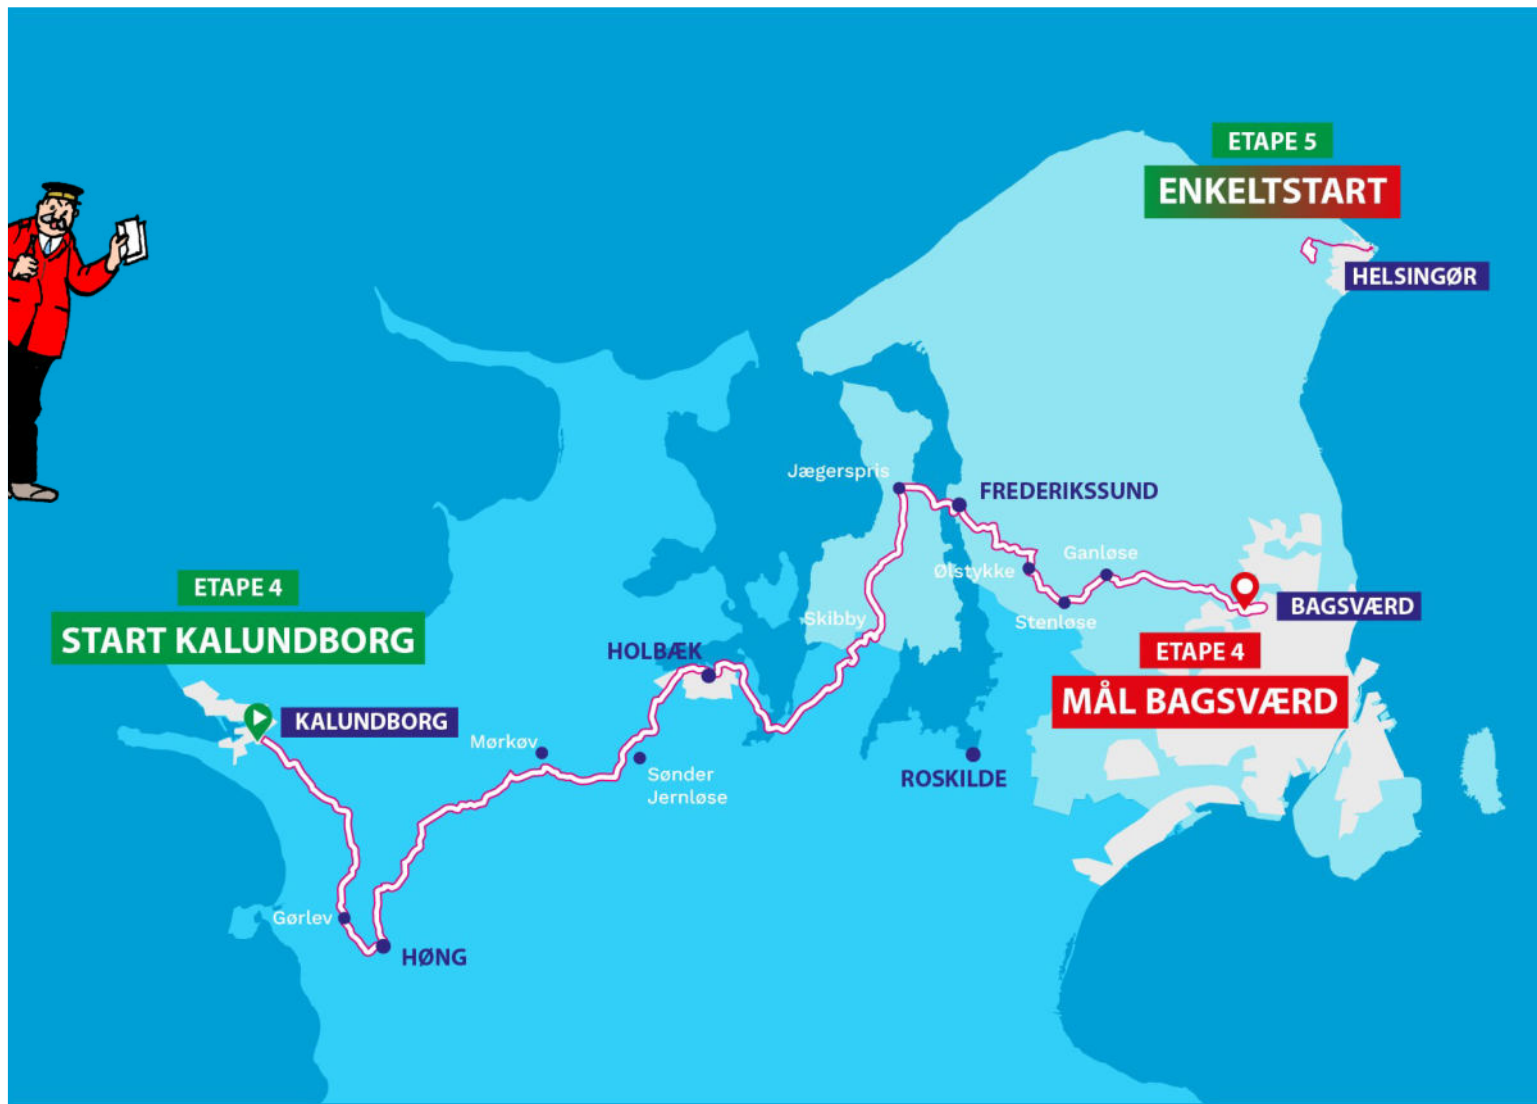 ETAPE 5
ENKELTSTART
HELSINGØR
Jægerspris
FREDERIKSSUND
Ganløse
Ølstykke
ETAPE 4
START KALUNDBORG
BAGSVÆRD
Skibby
Stenløse
HOLBÆK
ETAPE 4
MÅL BAGSVÆRD
KALUNDBORG
Mørkøv
Sønder
Jernløse
ROSKILDE
Gørlev
HØNG